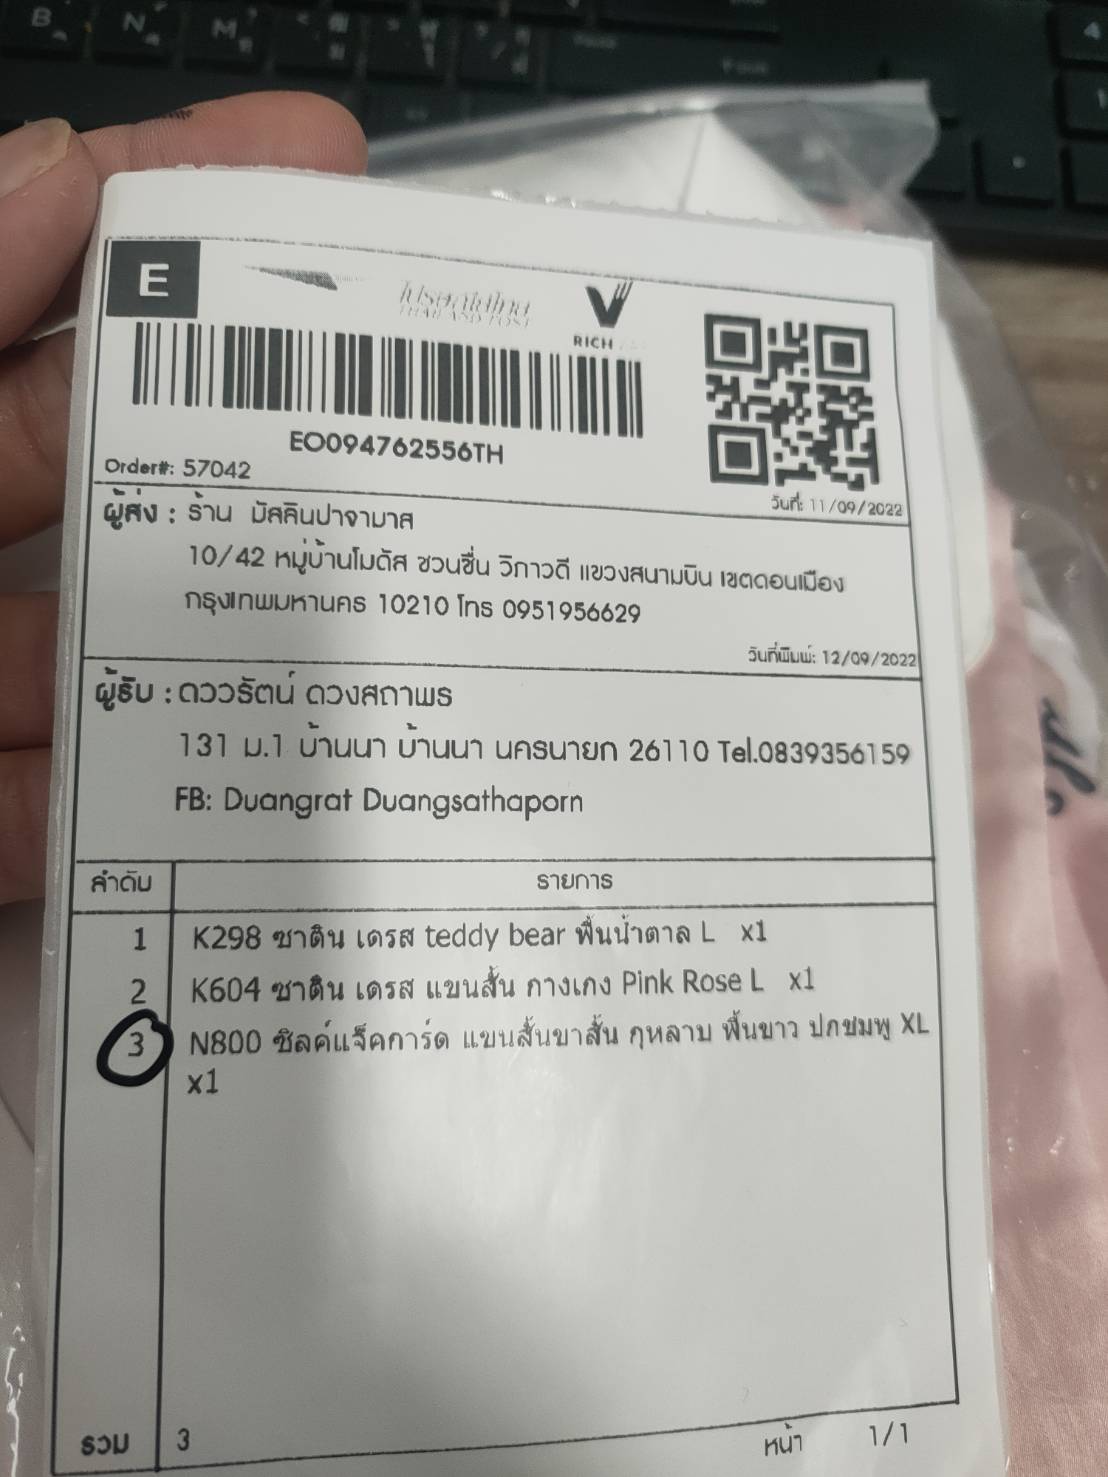 B
N
M
E
ไปรษณีย์ไทย
THAILAND POST
RICH
EO094762556TH
Order#: 57042
วันที่: 11/09/2022
ผู้ส่ง : ร้าน มัสลินปาจามาส
10/42 หมู่บ้านโมดัส ชวนชื่น วิภาวดี แขวงสนามบิน เขตดอนเมือง
กรุงเทพมหานคร 10210 โทร 0951956629
วันที่พิมพ์: 12/09/2022
ผู้รับ : ดววรัตน์ ดวงสถาพร
131 ม.1 บ้านนา บ้านนา นครนายก 26110 Tel.0839356159
FB: Duangrat Duangsathaporn
ลำดับ รายการ
1 K298 ซาติน เดรส teddy bear พื้นน้ำตาล L x1
2 K604 ซาติน เดรส แขนสั้น กางเกง Pink Rose L x1
3 N800 ซิลค์แจ็คการ์ด แขนสั้นขาสั้น กุหลาบ พื้นขาว ปกชมพู XL
x1
รวม 3 หน้า 1/1